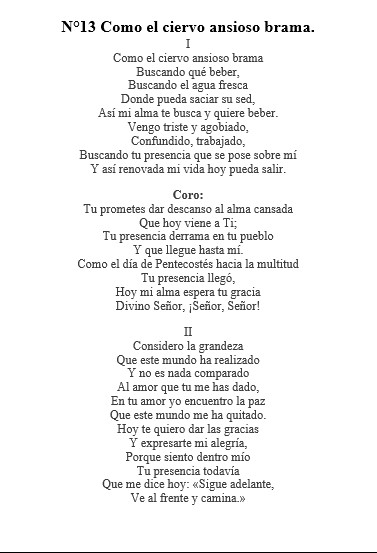 N°13 Como el ciervo ansioso brama.
I
Como el ciervo ansioso brama
Buscando qué beber,
Buscando el agua fresca
Donde pueda saciar su sed,
Así mi alma te busca y quiere beber.
Vengo triste y agobiado,
Confundido, trabajado,
Buscando tu presencia que se pose sobre mí
Y así renovada mi vida hoy pueda salir.
Coro:
Tu prometes dar descanso al alma cansada
Que hoy viene a Ti;
Tu presencia derrama en tu pueblo
Y que llegue hasta mí.
Como el día de Pentecostés hacia la multitud
Tu presencia llegó,
Hoy mi alma espera tu gracia
Divino Señor, ¡Señor, Señor!
II
Considero la grandeza
Que este mundo ha realizado
Y no es nada comparado
Al amor que tu me has dado,
En tu amor yo encuentro la paz
Que este mundo me ha quitado.
Hoy te quiero dar las gracias
Y expresarte mi alegría,
Porque siento dentro mío
Tu presencia todavía
Que me dice hoy: «Sigue adelante,
Ve al frente y camina.»